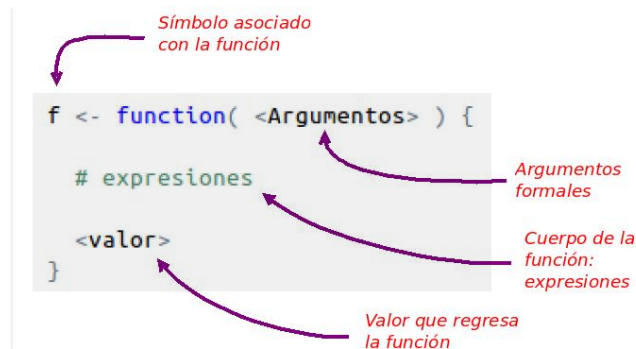 Símbolo asociado
con la función
f <- function( <Argumentos> ) {
# expresiones
<valor>
}
Argumentos
formales
Cuerpo de la
función:
expresiones
Valor que regresa
la función